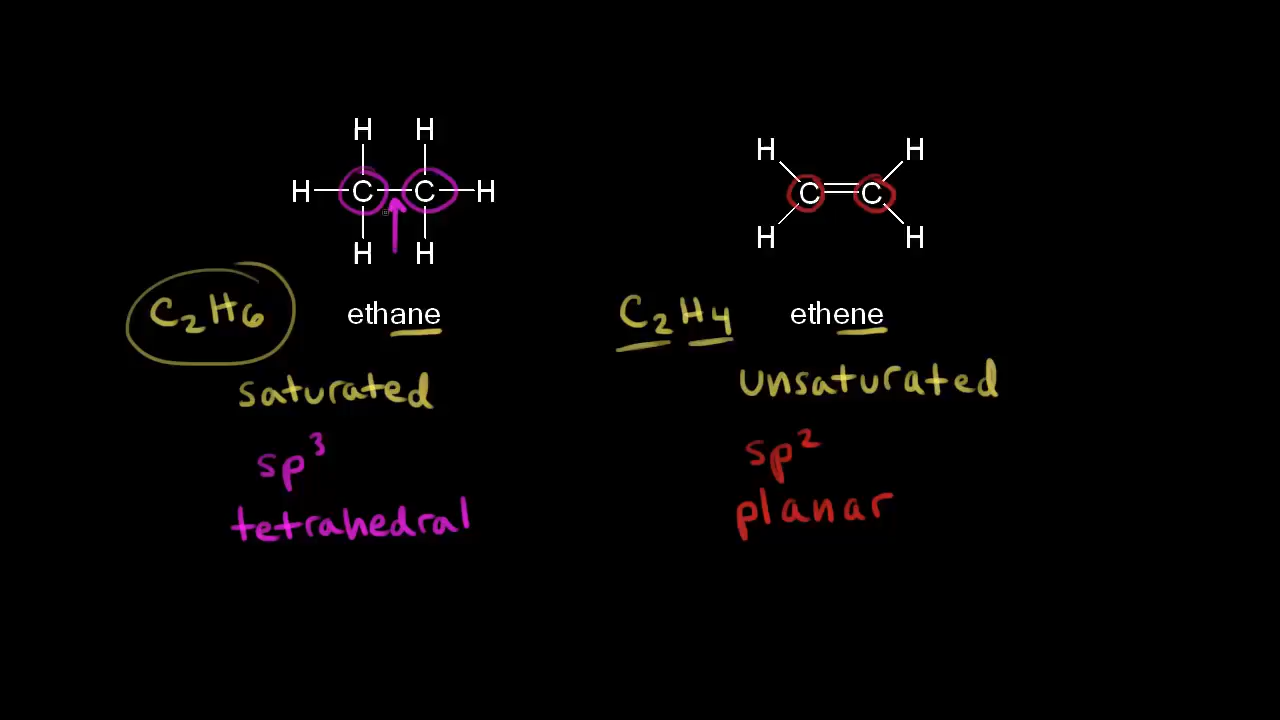 H H
H C C H
H H
C2H6 ethane
saturated
sp³
tetrahedral
H H
C C
H H
C2H4 ethene
unsaturated
sp²
planar